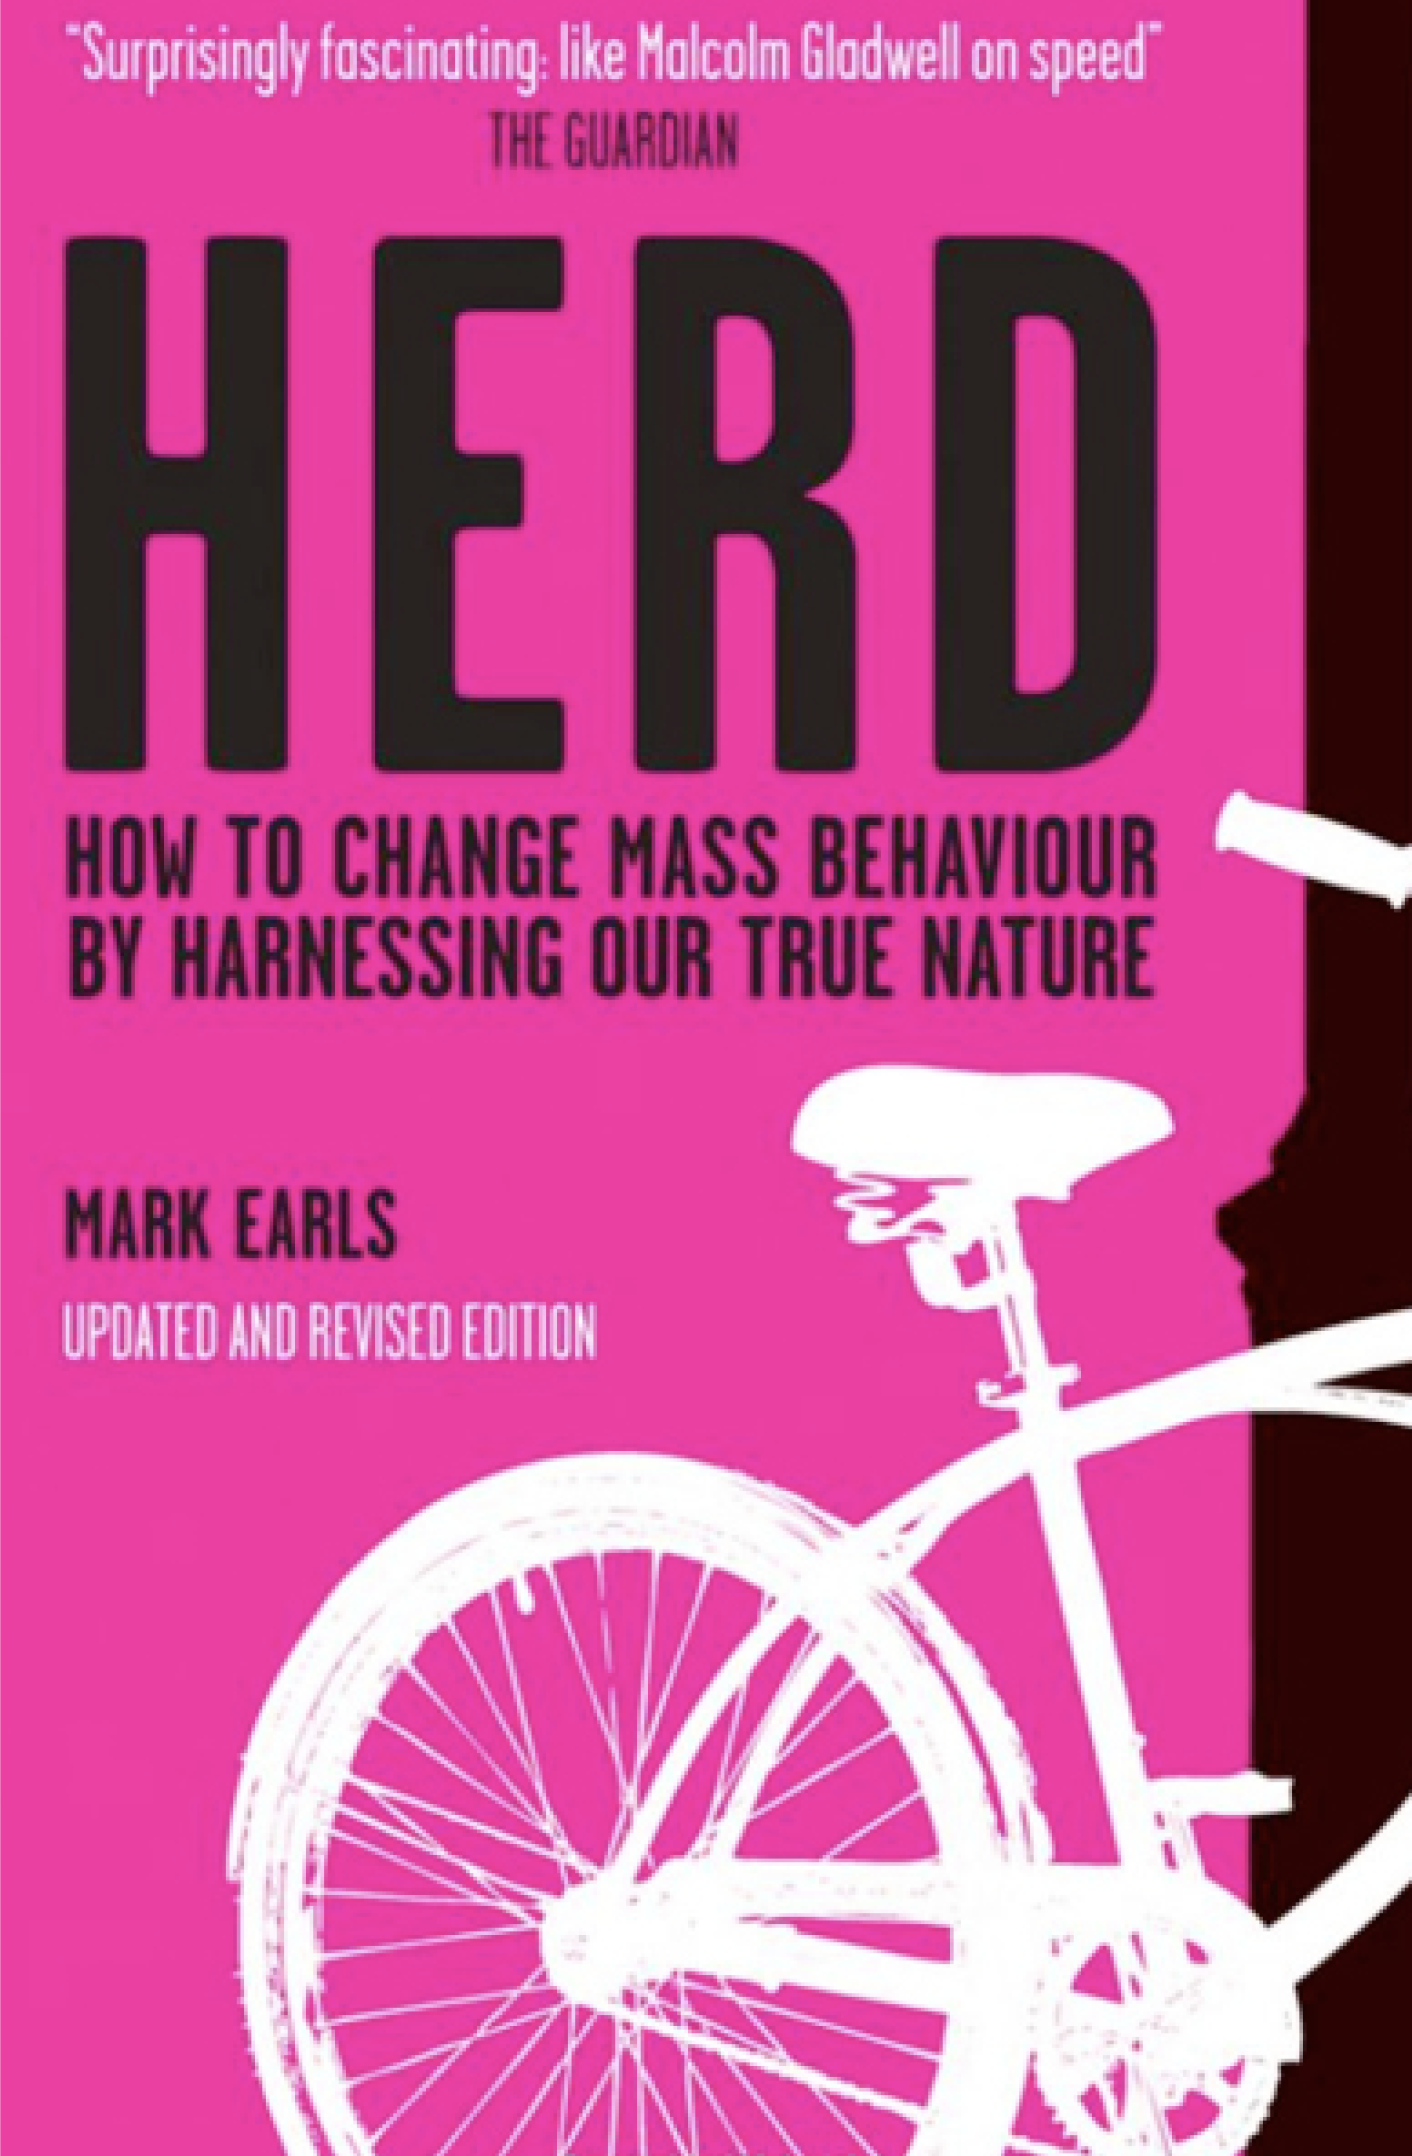 "Surprisingly fascinating: like Malcolm Gladwell on speed"
THE GUARDIAN
HERD
HOW TO CHANGE MASS BEHAVIOUR
BY HARNESSING OUR TRUE NATURE
MARK EARLS
UPDATED AND REVISED EDITION